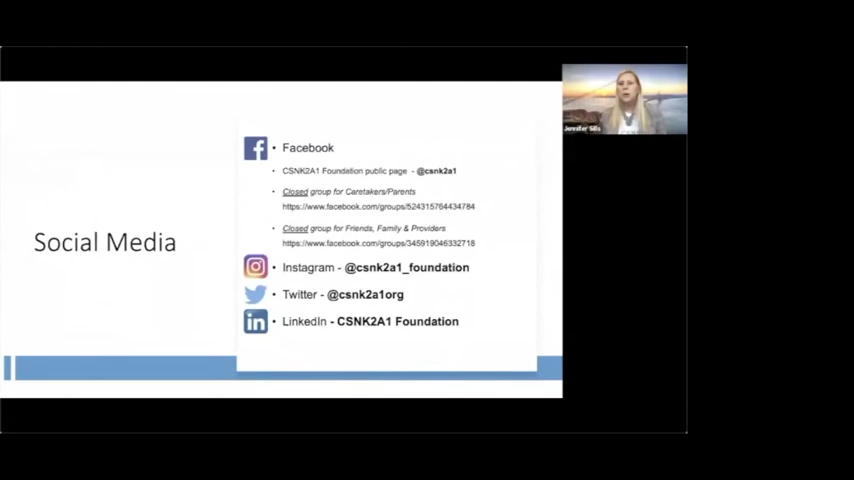 Social Media
• Facebook
• CSNK2A1 Foundation public page - @csnk2a1
• Closed group for Caretakers/Parents
https://www.facebook.com/groups/524315764434784
• Closed group for Friends, Family & Providers
https://www.facebook.com/groups/345919046332718
• Instagram - @csnk2a1_foundation
• Twitter - @csnk2a1org
• LinkedIn - CSNK2A1 Foundation
Jennifer Sills